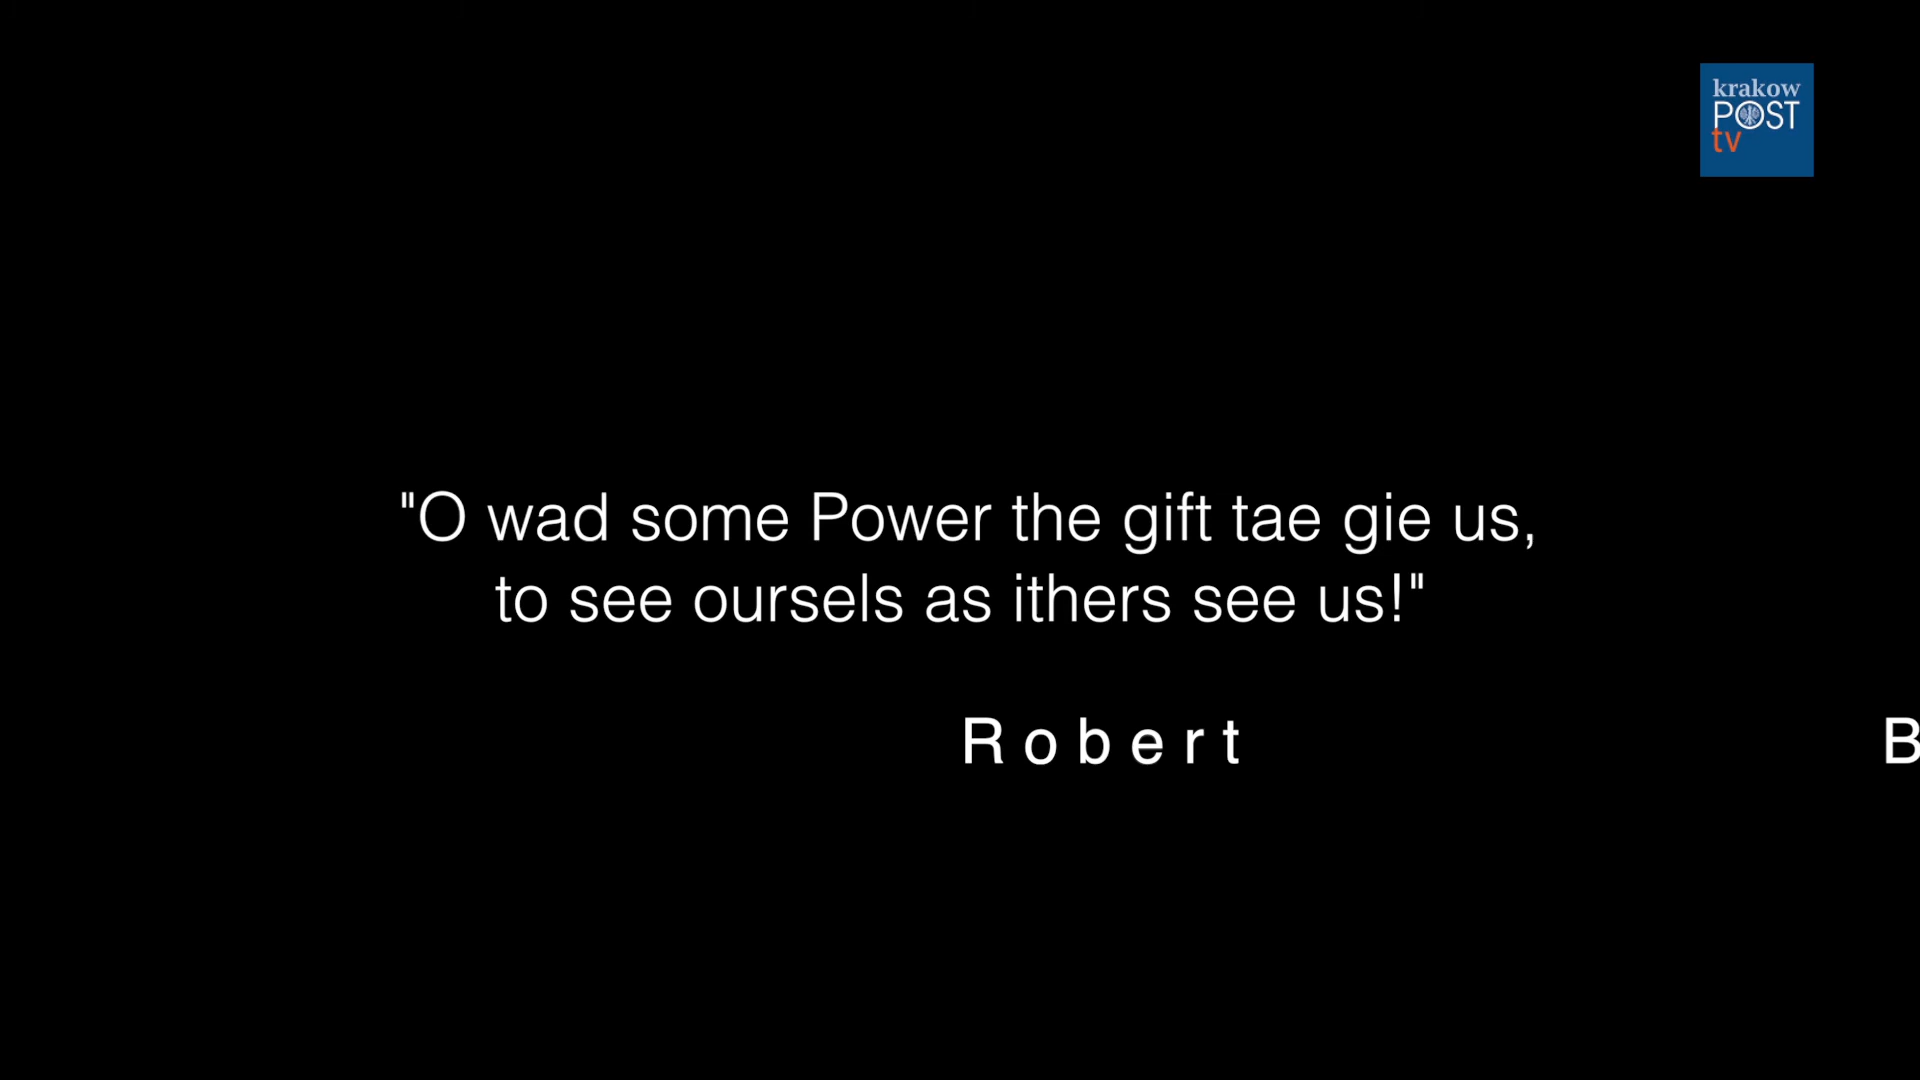 krakow
POST
tv
"O wad some Power the gift tae gie us,
to see oursels as ithers see us!"
Robert B